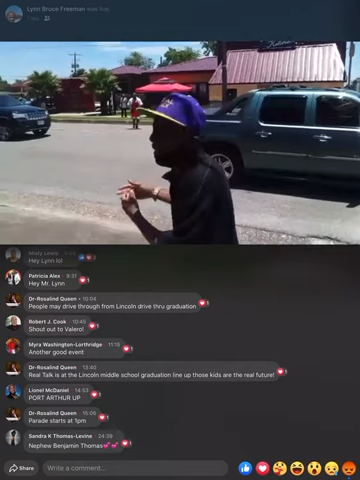 Lynn Bruce Freeman was live.
Misty Lewis
Hey Lynn lol
Patricia Alex 9:31
Hey Mr. Lynn
Dr-Rosalind Queen • 10:04
People may drive through from Lincoln drive thru graduation
Robert J. Cook · 10:45
Shout out to Valero!
Myra Washington-Lorthridge · 11:15
Another good event
Dr-Rosalind Queen · 13:40
Real Talk is at the Lincoln middle school graduation line up those kids are the real future!
Lionel McDaniel · 14:53
PORT ARTHUR UP
Dr-Rosalind Queen · 15:06
Parade starts at 1pm
Sandra K Thomas-Levine · 24:39
Nephew Benjamin Thomas💕💕
Share
Write a comment...